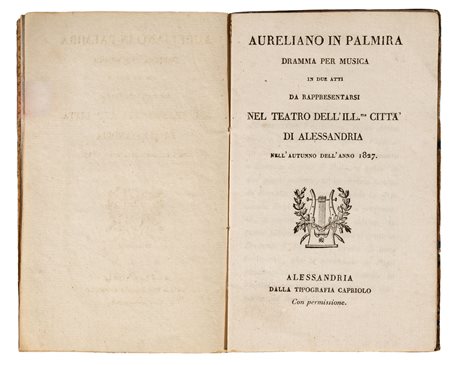 AURELIANO IN PALMIRA
DRAMMA PER MUSICA
IN DUE ATTI
DA RAPPRESENTARSI
NEL TEATRO DELL'ILL.ma CITTA'
DI ALESSANDRIA
NELL'AUTUNNO DELL'ANNO 1827.
ALESSANDRIA
DALLA TIPOGRAFIA CAPRIOLO
Con permissione.